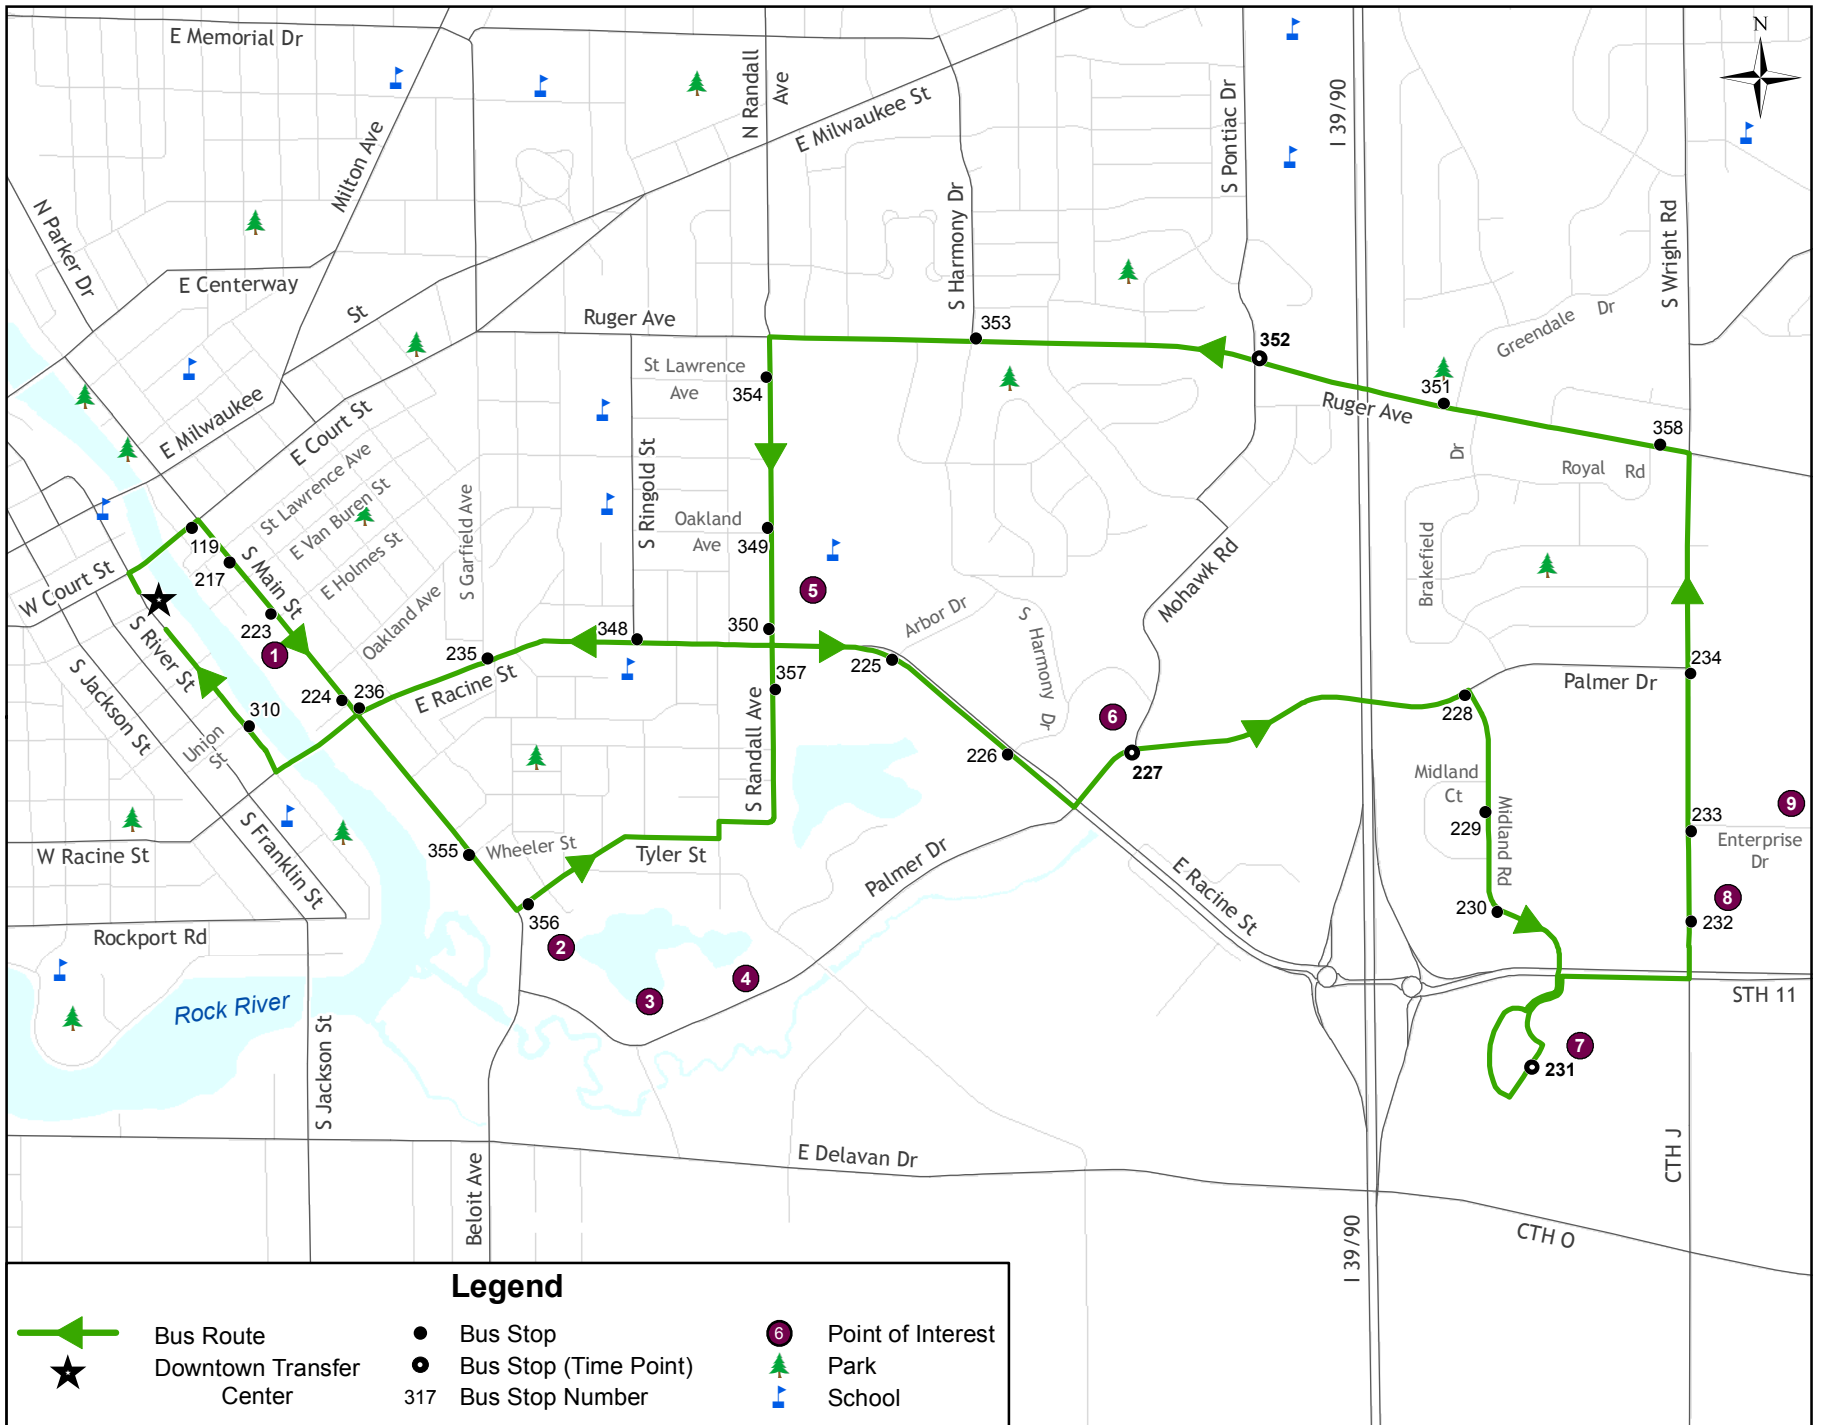 E Memorial Dr
N Randall
Ave
E Milwaukee St
S Pontiac Dr
I 39/90
N
Milton Ave
N Parker Dr
E Centerway
St
Ruger Ave
S Harmony Dr
S Wright Rd
353
352
Greendale Dr
St Lawrence
Ave
354
351
Ruger Ave
358
E Milwaukee
E Court St
St Lawrence Ave
E Van Buren St
E Holmes St
Oakland Ave
S Garfield Ave
S Ringold St
Oakland
Ave
349
Dr
Royal Rd
Brakefield
119
217
S Main St
W Court St
223
1
5
Mohawk Rd
Arbor Dr
S Harmony Dr
348
350
235
225
357
234
Palmer Dr
S River St
S Jackson St
224
236
E Racine St
310
Union
St
S Randall Ave
226
6
227
228
Midland
Ct
229
Midland Rd
9
233
Enterprise
Dr
W Racine St
S Franklin St
355
Wheeler St
Tyler St
Palmer Dr
E Racine St
230
8
232
356
Rockport Rd
2
3
4
STH 11
Rock River
7
231
S Jackson St
Beloit Ave
E Delavan Dr
CTH J
CTH O
I 39/90
Legend
Bus Route
Bus Stop
6
Point of Interest
Downtown Transfer
Center
Bus Stop (Time Point)
Park
317
Bus Stop Number
School